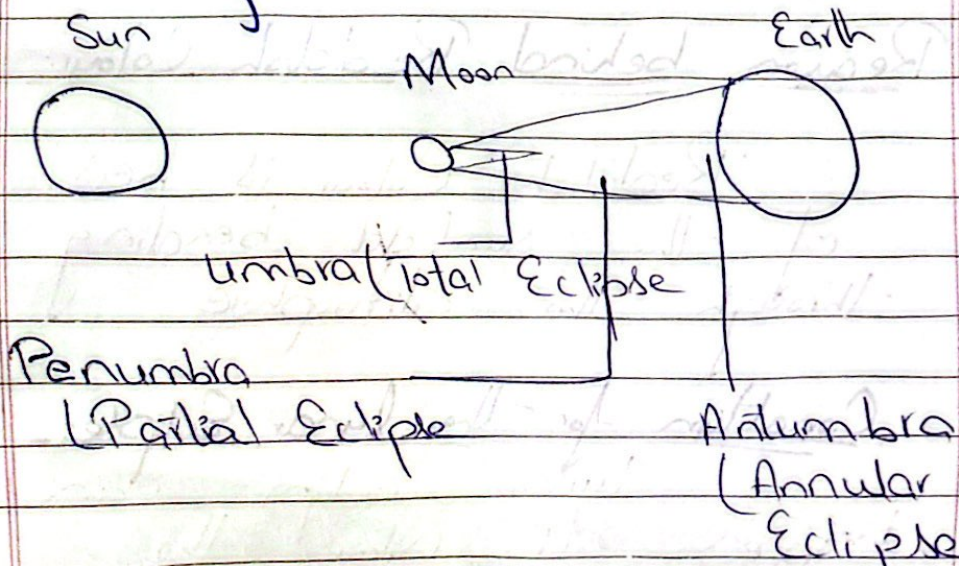 Sun
Moon
Earth
Umbra (Total Eclipse
Penumbra
(Partial Eclipse
Antumbra
(Annular
Eclipse